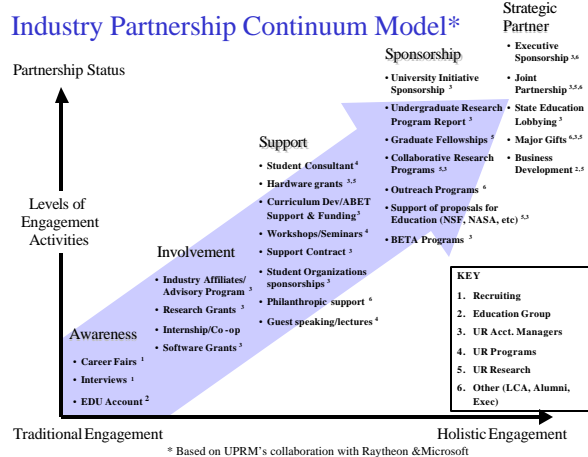 Industry Partnership Continuum Model*
Partnership Status
Levels of
Engagement
Activities
Awareness
• Career Fairs 1
• Interviews 1
• EDU Account 2
Involvement
• Industry Affiliates/
Advisory Program 3
• Research Grants 3
• Internship/Co-op
• Software Grants 3
Support
• Student Consultant 4
• Hardware grants 3,5
• Curriculum Dev/ABET
Support & Funding 3
• Workshops/Seminars 4
• Support Contract 3
• Student Organizations
sponsorships 3
• Philanthropic support 6
• Guest speaking/lectures 4
Sponsorship
• University Initiative
Sponsorship 3
• Undergraduate Research
Program Report 3
• Graduate Fellowships 5
• Collaborative Research
Programs 5,3
• Outreach Programs 6
• Support of proposals for
Education (NSF, NASA, etc) 5,3
• BETA Programs 3
Strategic
Partner
• Executive
Sponsorship 3,6
• Joint
Partnership 3,5,6
• State Education
Lobbying 3
• Major Gifts 6,3,5
• Business
Development 2,5
KEY
1. Recruiting
2. Education Group
3. UR Acct. Managers
4. UR Programs
5. UR Research
6. Other (LCA, Alumni,
Exec)
Traditional Engagement
Holistic Engagement
* Based on UPRM's collaboration with Raytheon &Microsoft